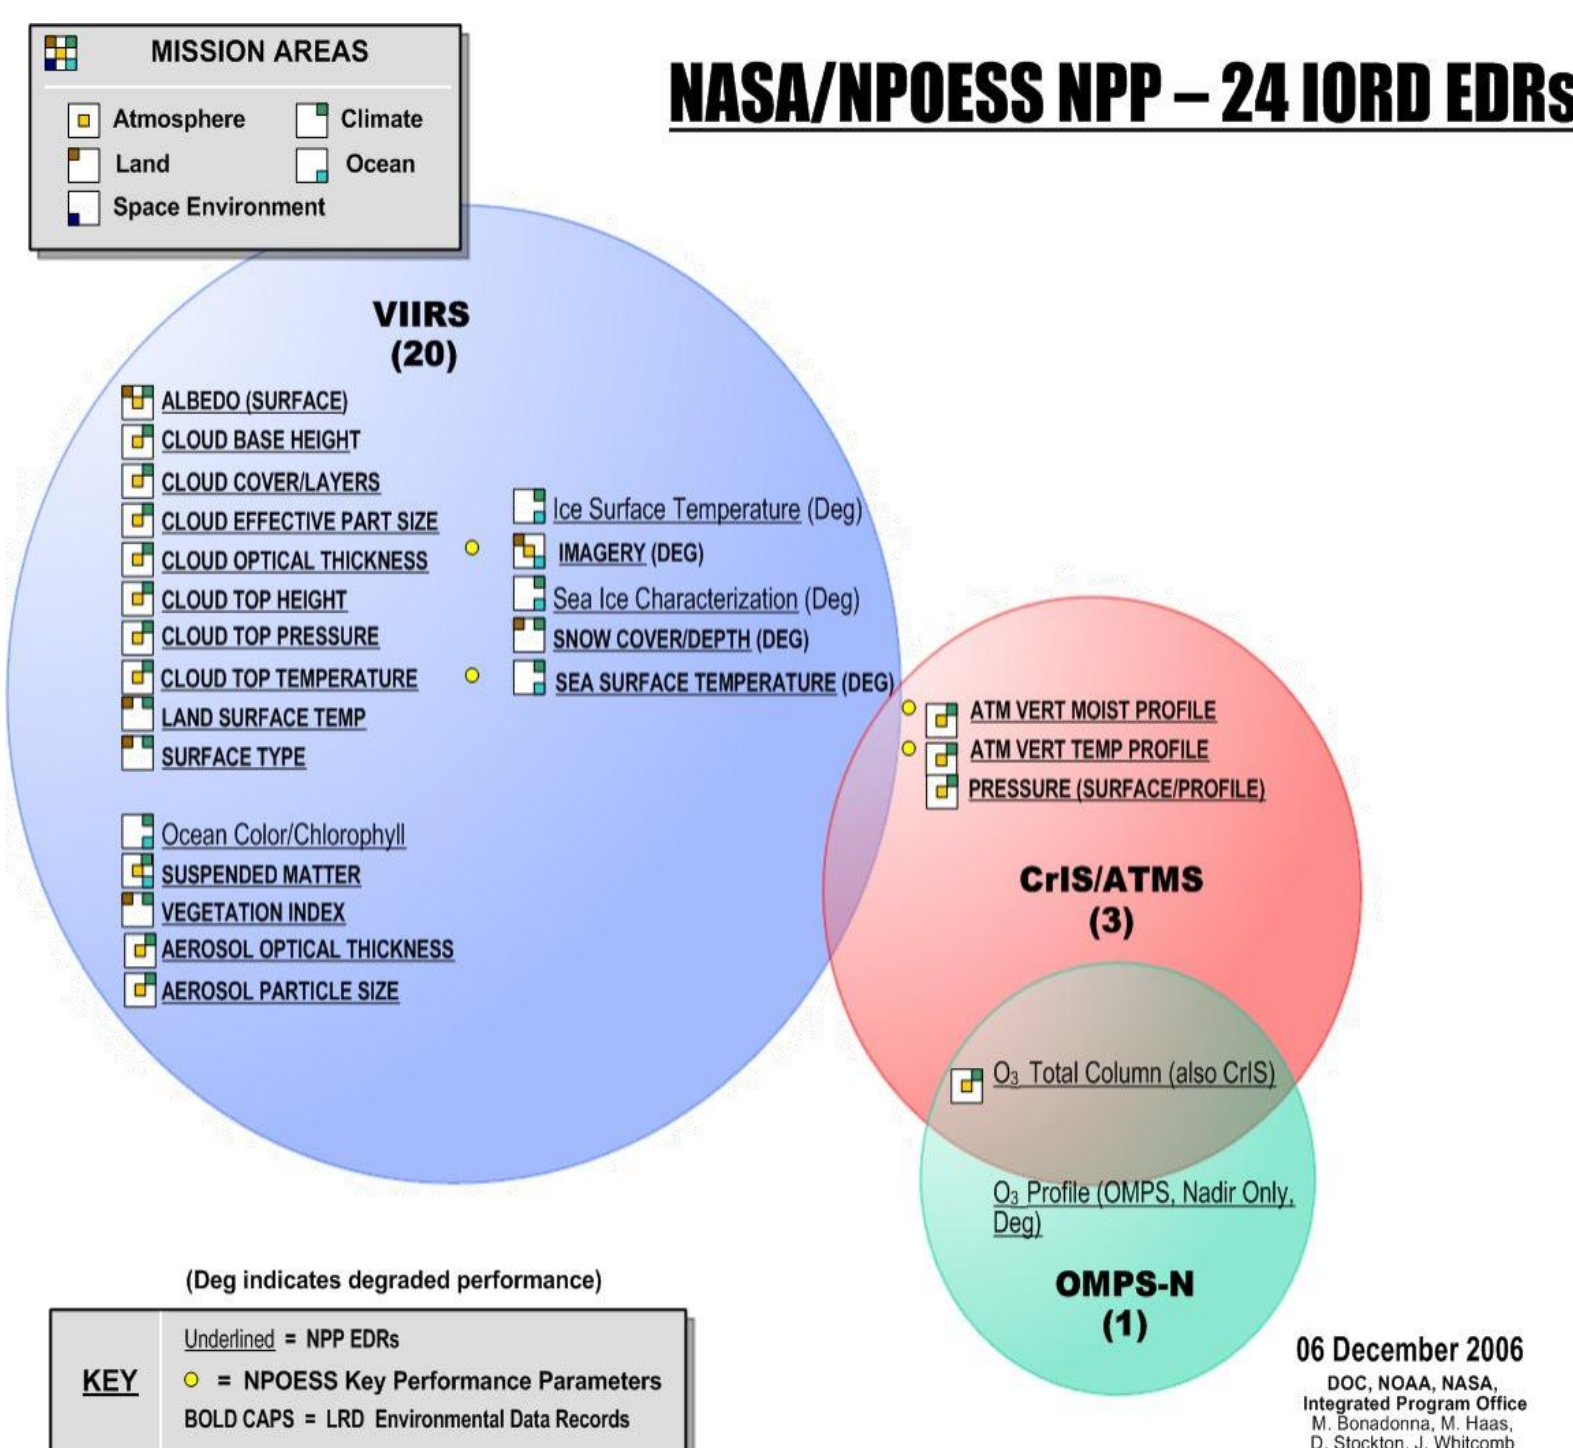 MISSION AREAS
Atmosphere
Climate
Land
Ocean
Space Environment
NASA/NPOESS NPP – 24 IORD EDRs
VIIRS
(20)
ALBEDO (SURFACE)
CLOUD BASE HEIGHT
CLOUD COVER/LAYERS
CLOUD EFFECTIVE PART SIZE
CLOUD OPTICAL THICKNESS
CLOUD TOP HEIGHT
CLOUD TOP PRESSURE
CLOUD TOP TEMPERATURE
LAND SURFACE TEMP
SURFACE TYPE
Ocean Color/Chlorophyll
SUSPENDED MATTER
VEGETATION INDEX
AEROSOL OPTICAL THICKNESS
AEROSOL PARTICLE SIZE
Ice Surface Temperature (Deg)
IMAGERY (DEG)
Sea Ice Characterization (Deg)
SNOW COVER/DEPTH (DEG)
SEA SURFACE TEMPERATURE (DEG)
ATM VERT MOIST PROFILE
ATM VERT TEMP PROFILE
PRESSURE (SURFACE/PROFILE)
CrIS/ATMS
(3)
O₃ Total Column (also CrIS)
O₃ Profile (OMPS, Nadir Only,
Deg)
OMPS-N
(1)
(Deg indicates degraded performance)
KEY
Underlined = NPP EDRs
= NPOESS Key Performance Parameters
BOLD CAPS = LRD Environmental Data Records
06 December 2006
DOC, NOAA, NASA,
Integrated Program Office
M. Bonadonna, M. Haas,
D. Stockton, J. Whitcomb